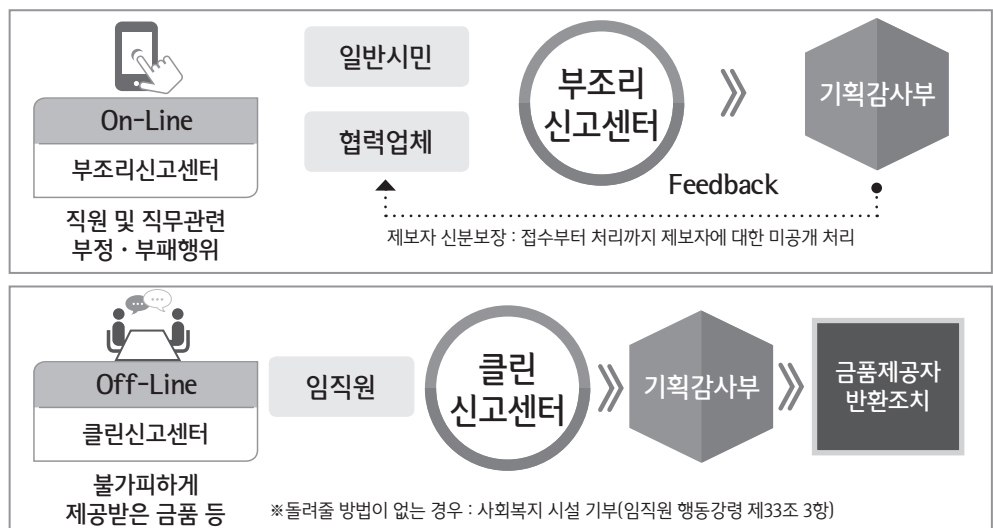 On-Line
부조리신고센터
직원 및 직무관련
부정·부패행위
일반시민
협력업체
부조리
신고센터
기획감사부
Feedback
제보자 신분보장 : 접수부터 처리까지 제보자에 대한 미공개 처리
Off-Line
클린신고센터
불가피하게
제공받은 금품 등
임직원
클린
신고센터
기획감사부
금품제공자
반환조치
※돌려줄 방법이 없는 경우 : 사회복지 시설 기부(임직원 행동강령 제33조 3항)